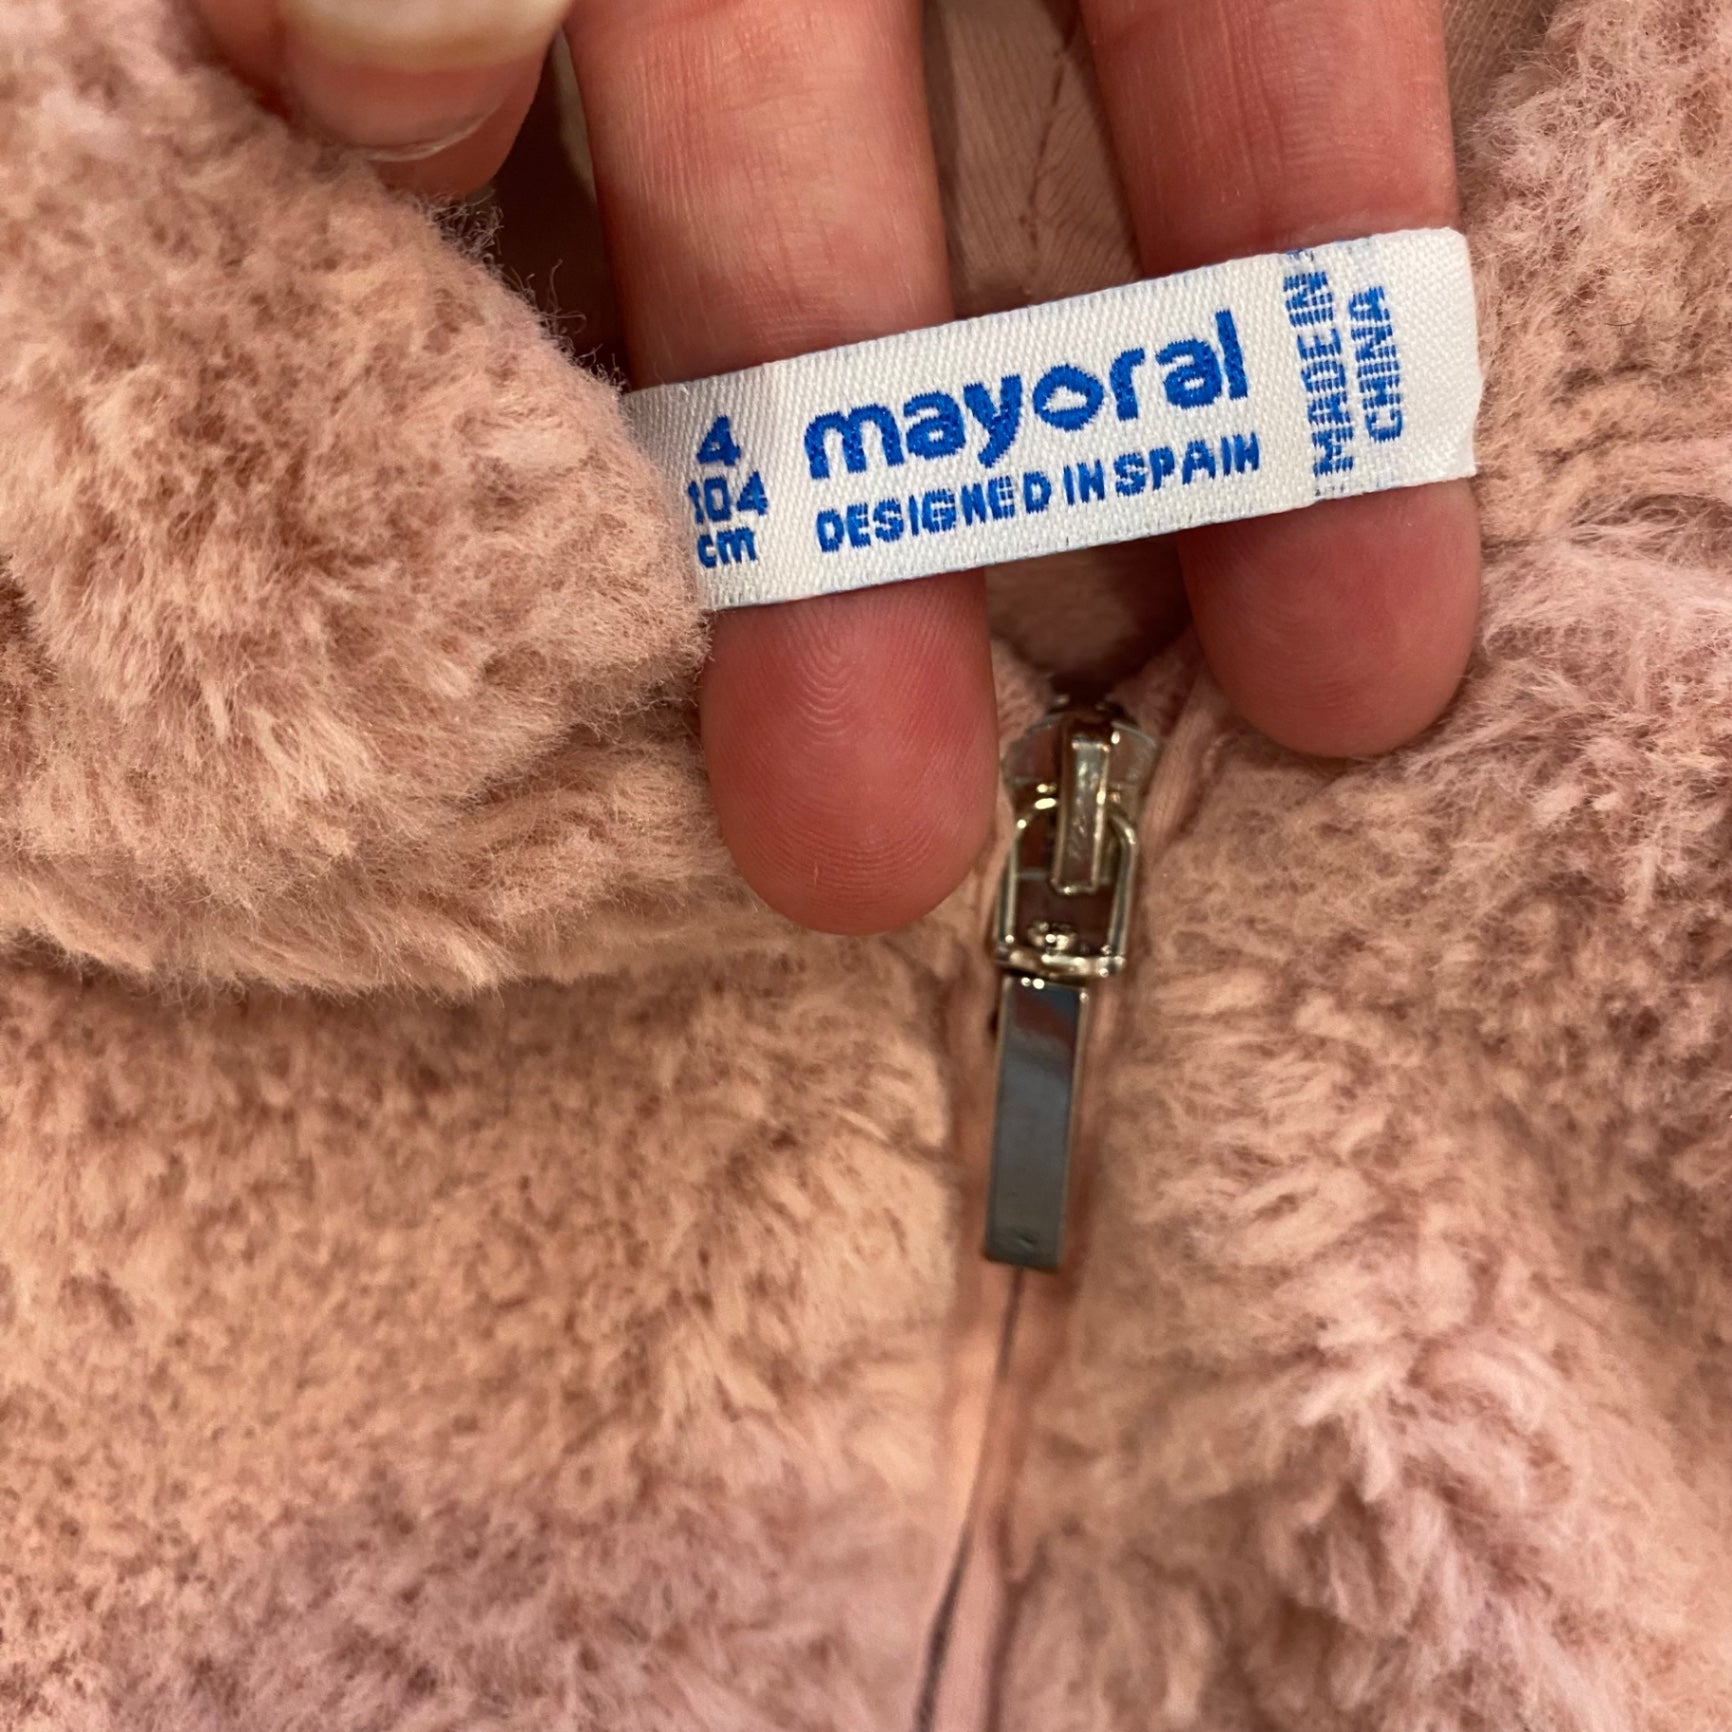 4
104
cm
mayoral
DESIGNED IN SPAIN
MADE IN
CHINA